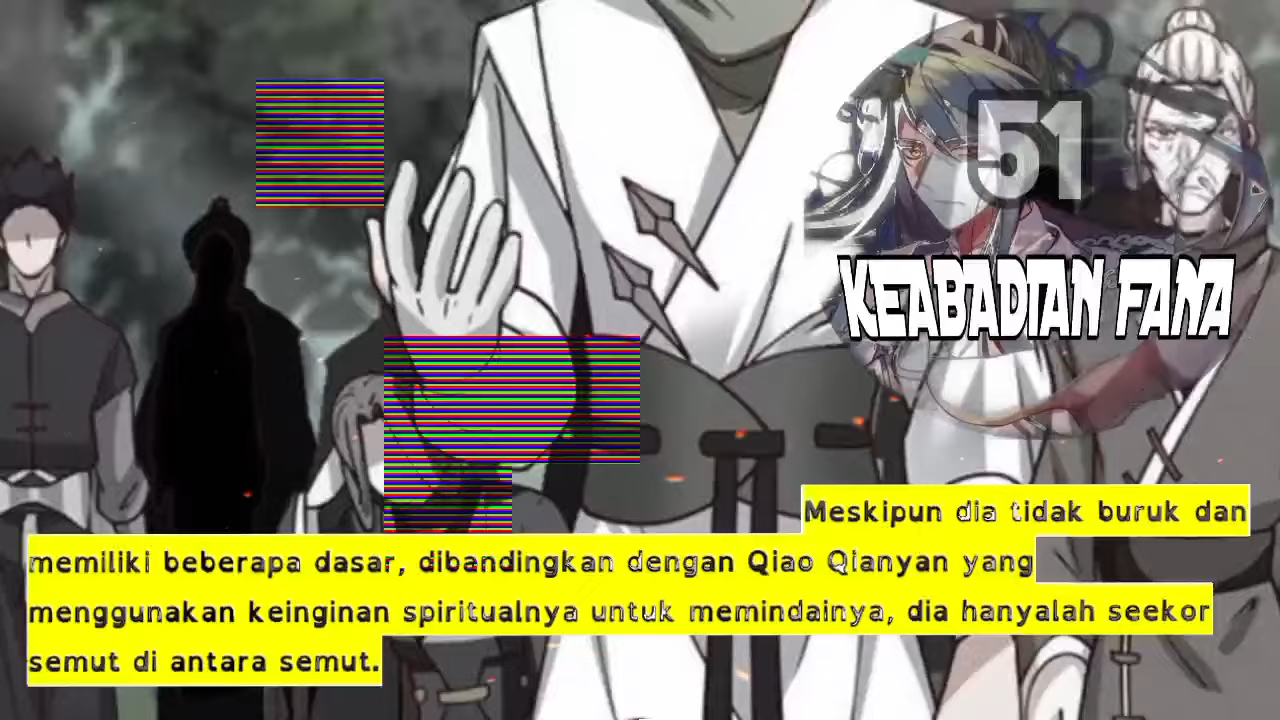 51
KEABADIAN FANA
Meskipun dia tidak buruk dan
memiliki beberapa dasar, dibandingkan dengan Qiao Qianyan yang
menggunakan keinginan spiritualnya untuk memindainya, dia hanyalah seekor
semut di antara semut.